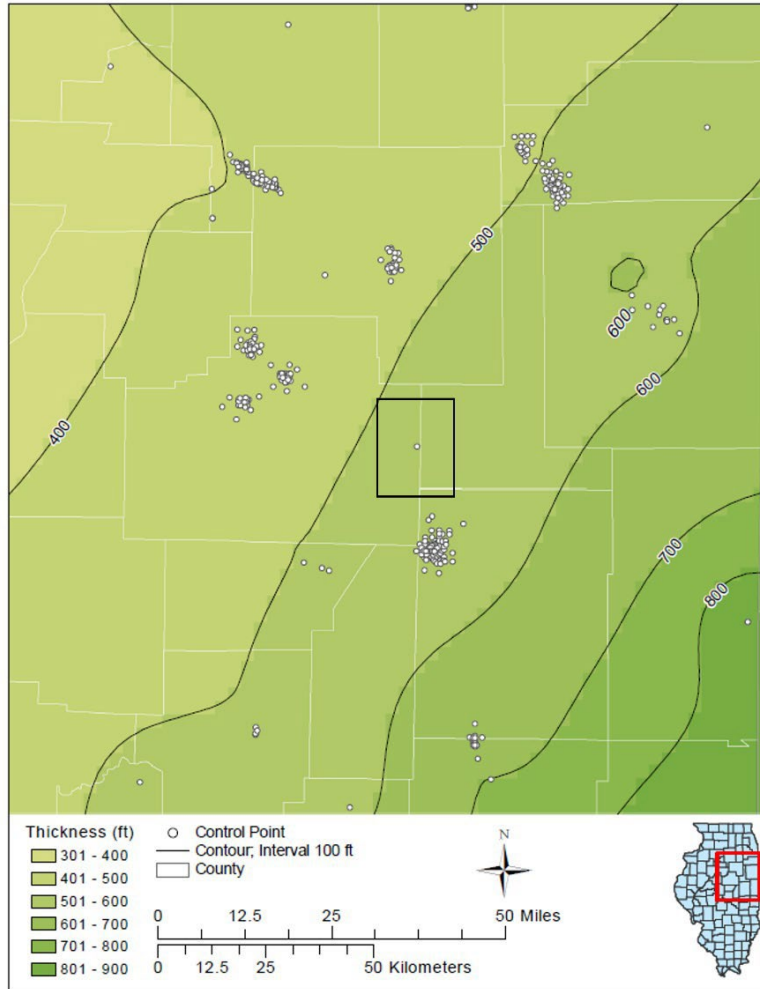 500
600
600
400
700
800
Thickness (ft)
301 - 400
401 - 500
501 - 600
601 - 700
701 - 800
801 - 900
Control Point
Contour; Interval 100 ft
County
N
0 12.5 25 50 Miles
0 12.5 25 50 Kilometers